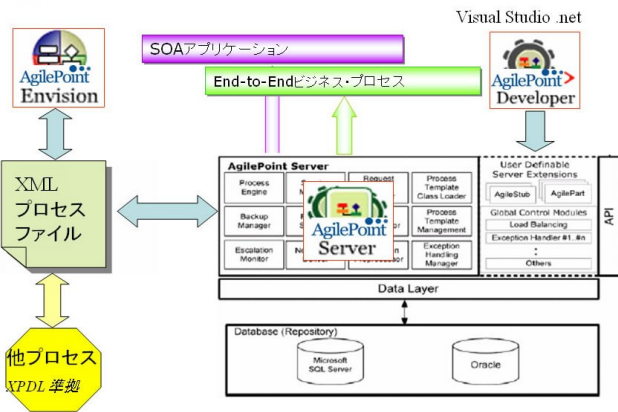 Visual Studio .net
SOAアプリケーション
End-to-Endビジネス・プロセス
AgilePoint
Envision
AgilePoint
Developer
XML
プロセス
ファイル
他プロセス
XPDL 準拠
AgilePoint Server
Process
Engine
Request
Process
Template
Class Loader
Backup
Manager
Process
Template
Management
Escalation
Monitor
Exception
Handling
Manager
AgilePoint
Server
User Definable
Server Extensions
AgileStub
AgilePart
Global Control Modules
Load Balancing
Exception Handler #1..#n
:
Others
API
Data Layer
Database (Repository)
Microsoft
SQL Server
Oracle